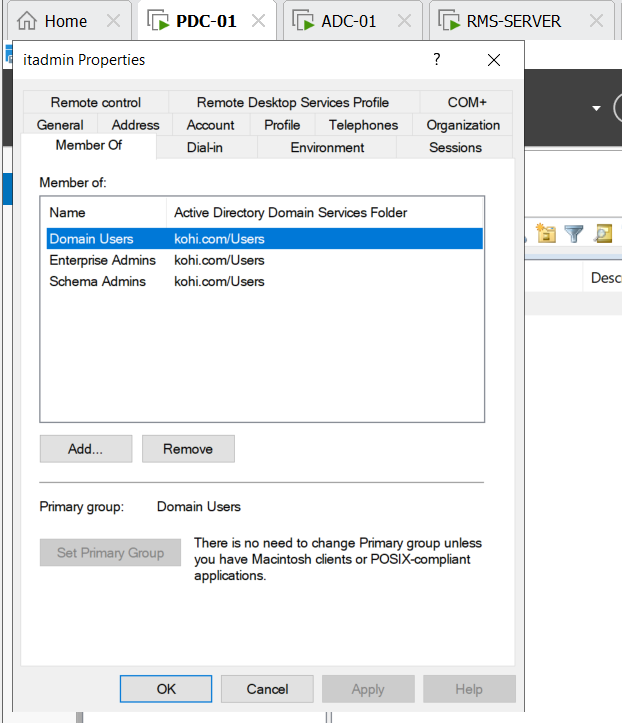 Home
PDC-01
ADC-01
RMS-SERVER
itadmin Properties
?
Remote control
Remote Desktop Services Profile
COM+
General
Address
Account
Profile
Telephones
Organization
Member Of
Dial-in
Environment
Sessions
Member of:
Name
Active Directory Domain Services Folder
Domain Users
kohi.com/Users
Enterprise Admins
kohi.com/Users
Schema Admins
kohi.com/Users
Add...
Remove
Primary group:
Domain Users
Set Primary Group
There is no need to change Primary group unless
you have Macintosh clients or POSIX-compliant
applications.
OK
Cancel
Apply
Help
Desc